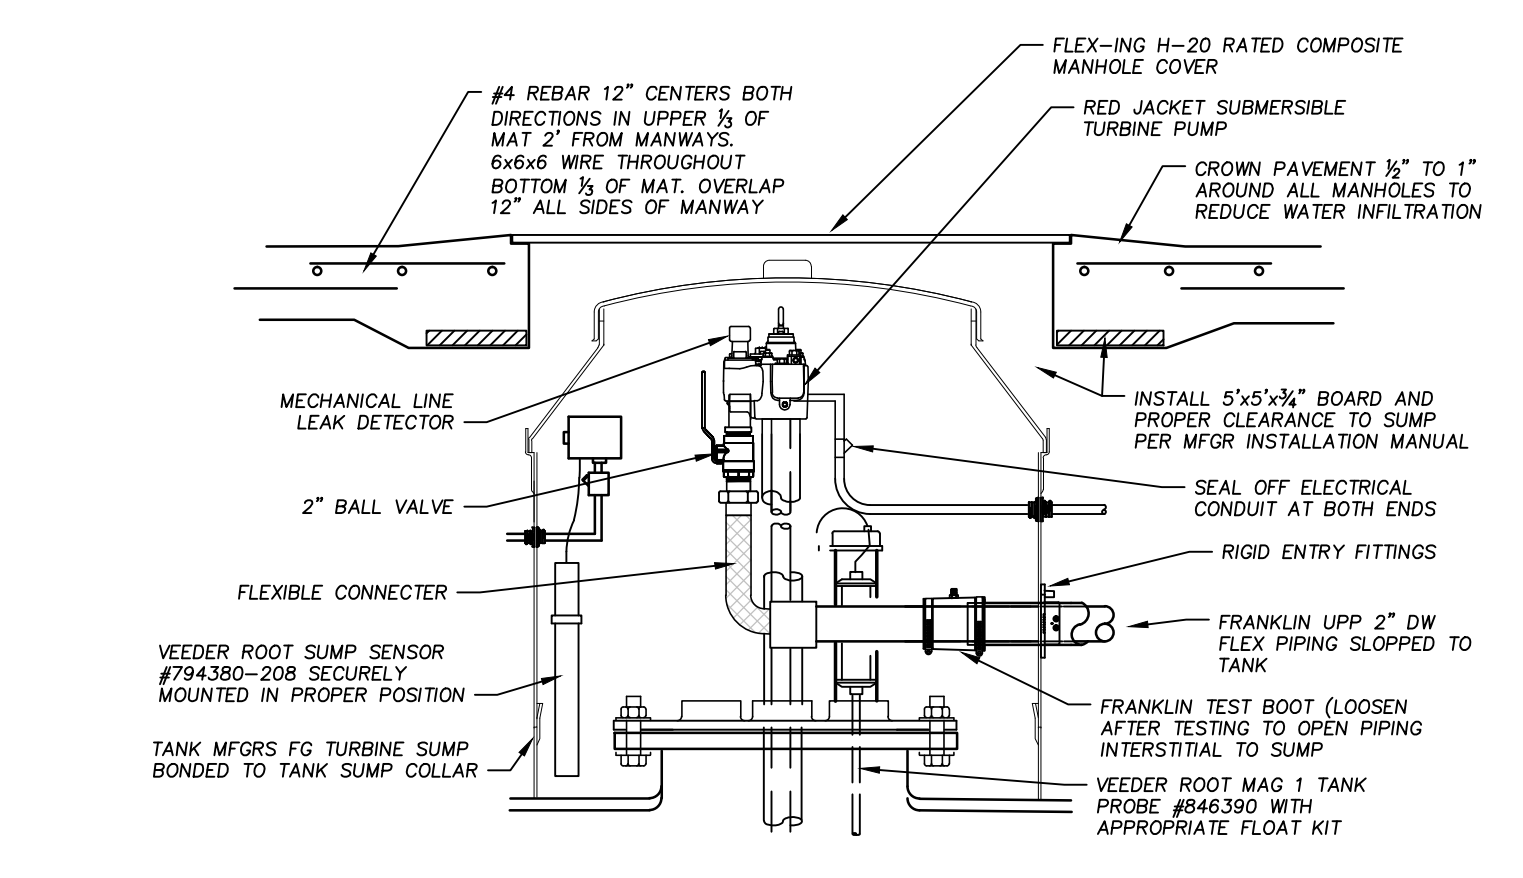 FLEX-ING H-20 RATED COMPOSITE
MANHOLE COVER
#4 REBAR 12" CENTERS BOTH
DIRECTIONS IN UPPER ⅓ OF
MAT 2' FROM MANWAYS.
6x6x6 WIRE THROUGHOUT
BOTTOM ⅓ OF MAT. OVERLAP
12" ALL SIDES OF MANWAY
RED JACKET SUBMERSIBLE
TURBINE PUMP
CROWN PAVEMENT ½" TO 1"
AROUND ALL MANHOLES TO
REDUCE WATER INFILTRATION
MECHANICAL LINE
LEAK DETECTOR
INSTALL 5'x5'x¾" BOARD AND
PROPER CLEARANCE TO SUMP
PER MFGR INSTALLATION MANUAL
2" BALL VALVE
SEAL OFF ELECTRICAL
CONDUIT AT BOTH ENDS
RIGID ENTRY FITTINGS
FLEXIBLE CONNECTER
FRANKLIN UPP 2" DW
FLEX PIPING SLOPPED TO
TANK
VEEDER ROOT SUMP SENSOR
#794380-208 SECURELY
MOUNTED IN PROPER POSITION
FRANKLIN TEST BOOT (LOOSEN
AFTER TESTING TO OPEN PIPING
INTERSTITIAL TO SUMP
TANK MFGRS FG TURBINE SUMP
BONDED TO TANK SUMP COLLAR
VEEDER ROOT MAG 1 TANK
PROBE #846390 WITH
APPROPRIATE FLOAT KIT